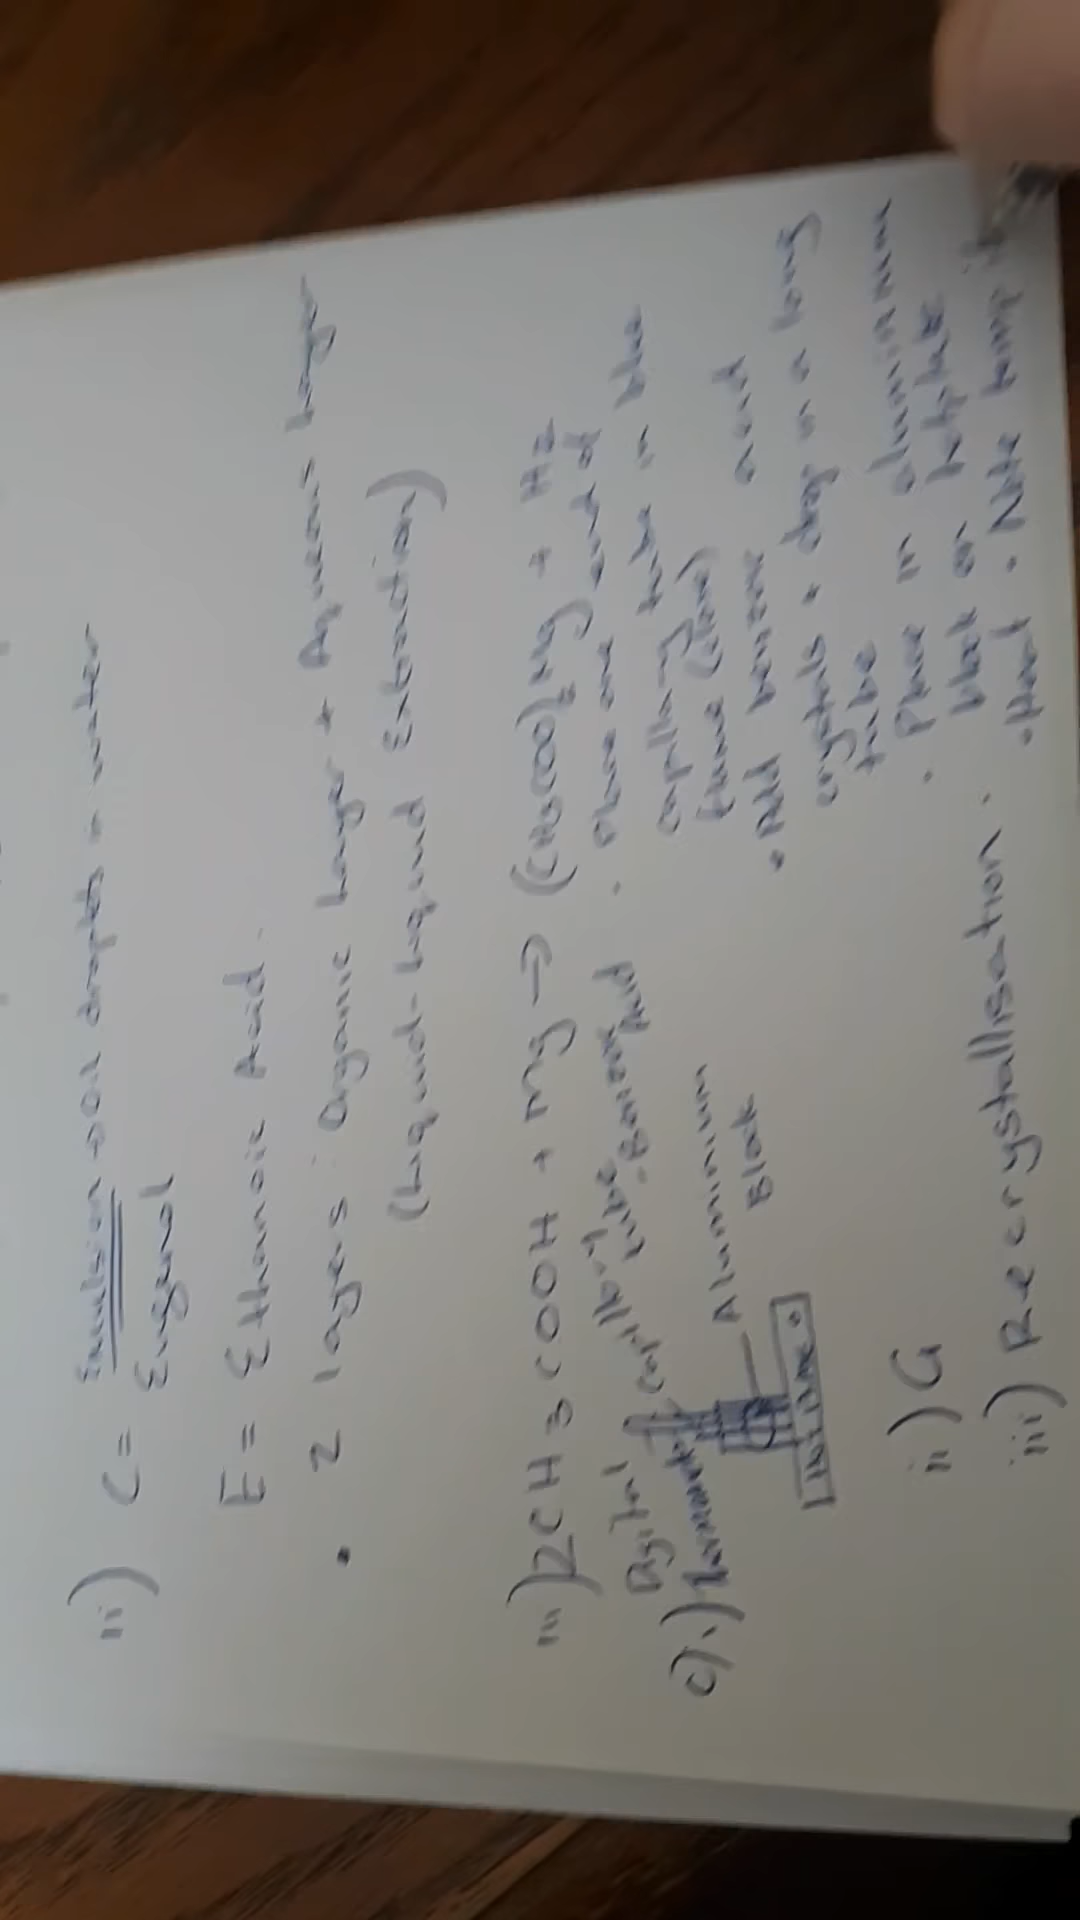 ii) C = Emulsion → oil droplets in water
Eugenol
E = Ethanoic Acid.
• 2 layers: Organic Layer + Aqueous Layer
(Liquid-Liquid Extraction)
iii) 2CH3COOH + Mg → (CH3COO)2Mg + H2
c) i.) Digital thermometer
capillary tube
- Benzoic Acid
Aluminium
Block
Hot plate
• Place one end of
capillary tube in blue
flame (close)
• Add benzoic acid
crystals + drop in a long
tube
• Place in aluminium
block on hotplate
• Heat • Note temp it
ii) G
iii) Recrystallisation.